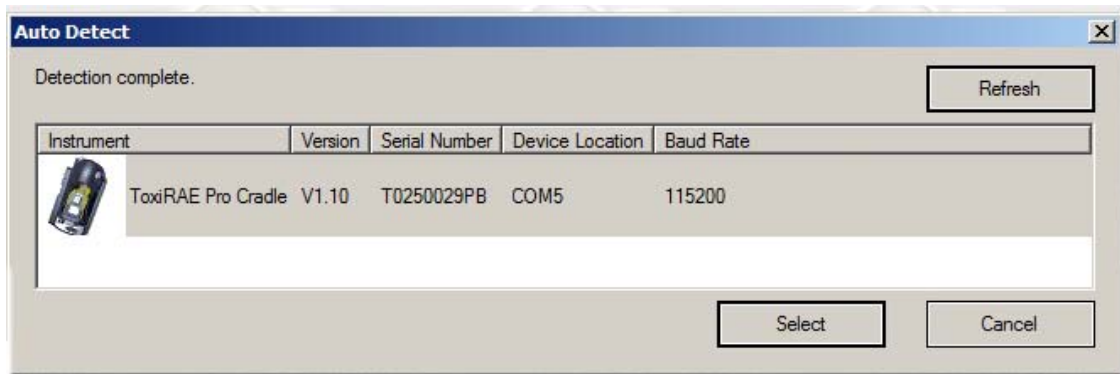 Auto Detect
Detection complete.
Refresh
Instrument Version Serial Number Device Location Baud Rate
ToxiRAE Pro Cradle V1.10 T0250029PB COM5 115200
Select Cancel